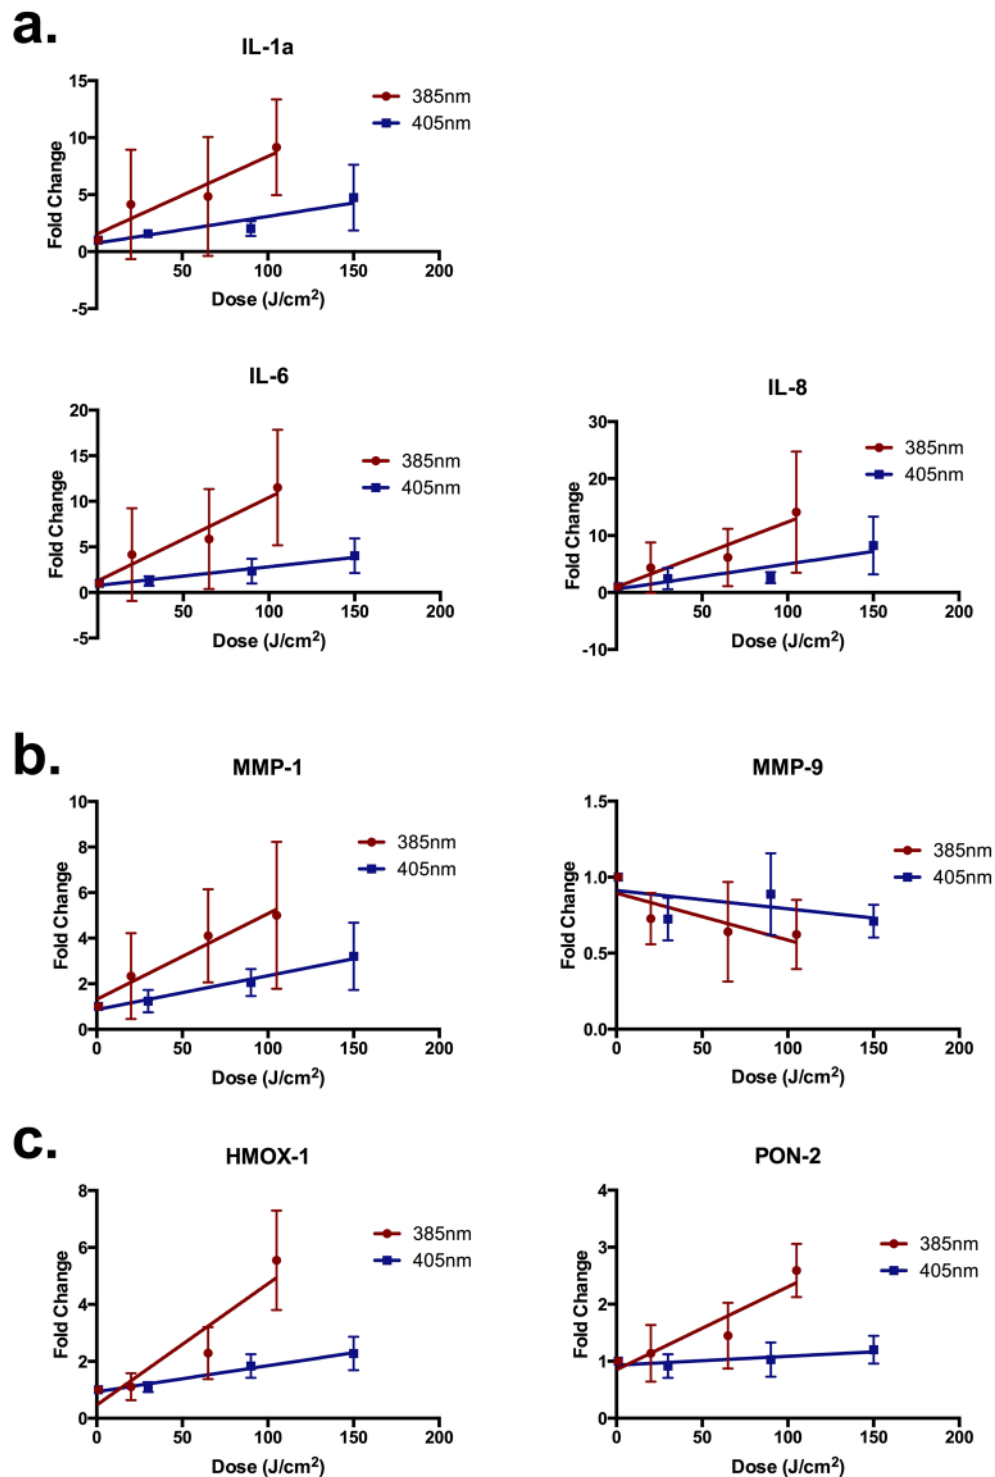 a.
IL-1a
15
10
5
0
-5
50
100
150
200
Fold Change
Dose (J/cm²)
385nm
405nm
IL-6
20
15
10
5
0
-5
50
100
150
200
Fold Change
Dose (J/cm²)
385nm
405nm
IL-8
30
20
10
0
-10
50
100
150
200
Fold Change
Dose (J/cm²)
385nm
405nm
b.
MMP-1
10
8
6
4
2
0
0
50
100
150
200
Fold Change
Dose (J/cm²)
385nm
405nm
MMP-9
1.5
1.0
0.5
0.0
0
50
100
150
200
Fold Change
Dose (J/cm²)
385nm
405nm
c.
HMOX-1
8
6
4
2
0
0
50
100
150
200
Fold Change
Dose (J/cm²)
385nm
405nm
PON-2
4
3
2
1
0
0
50
100
150
200
Fold Change
Dose (J/cm²)
385nm
405nm